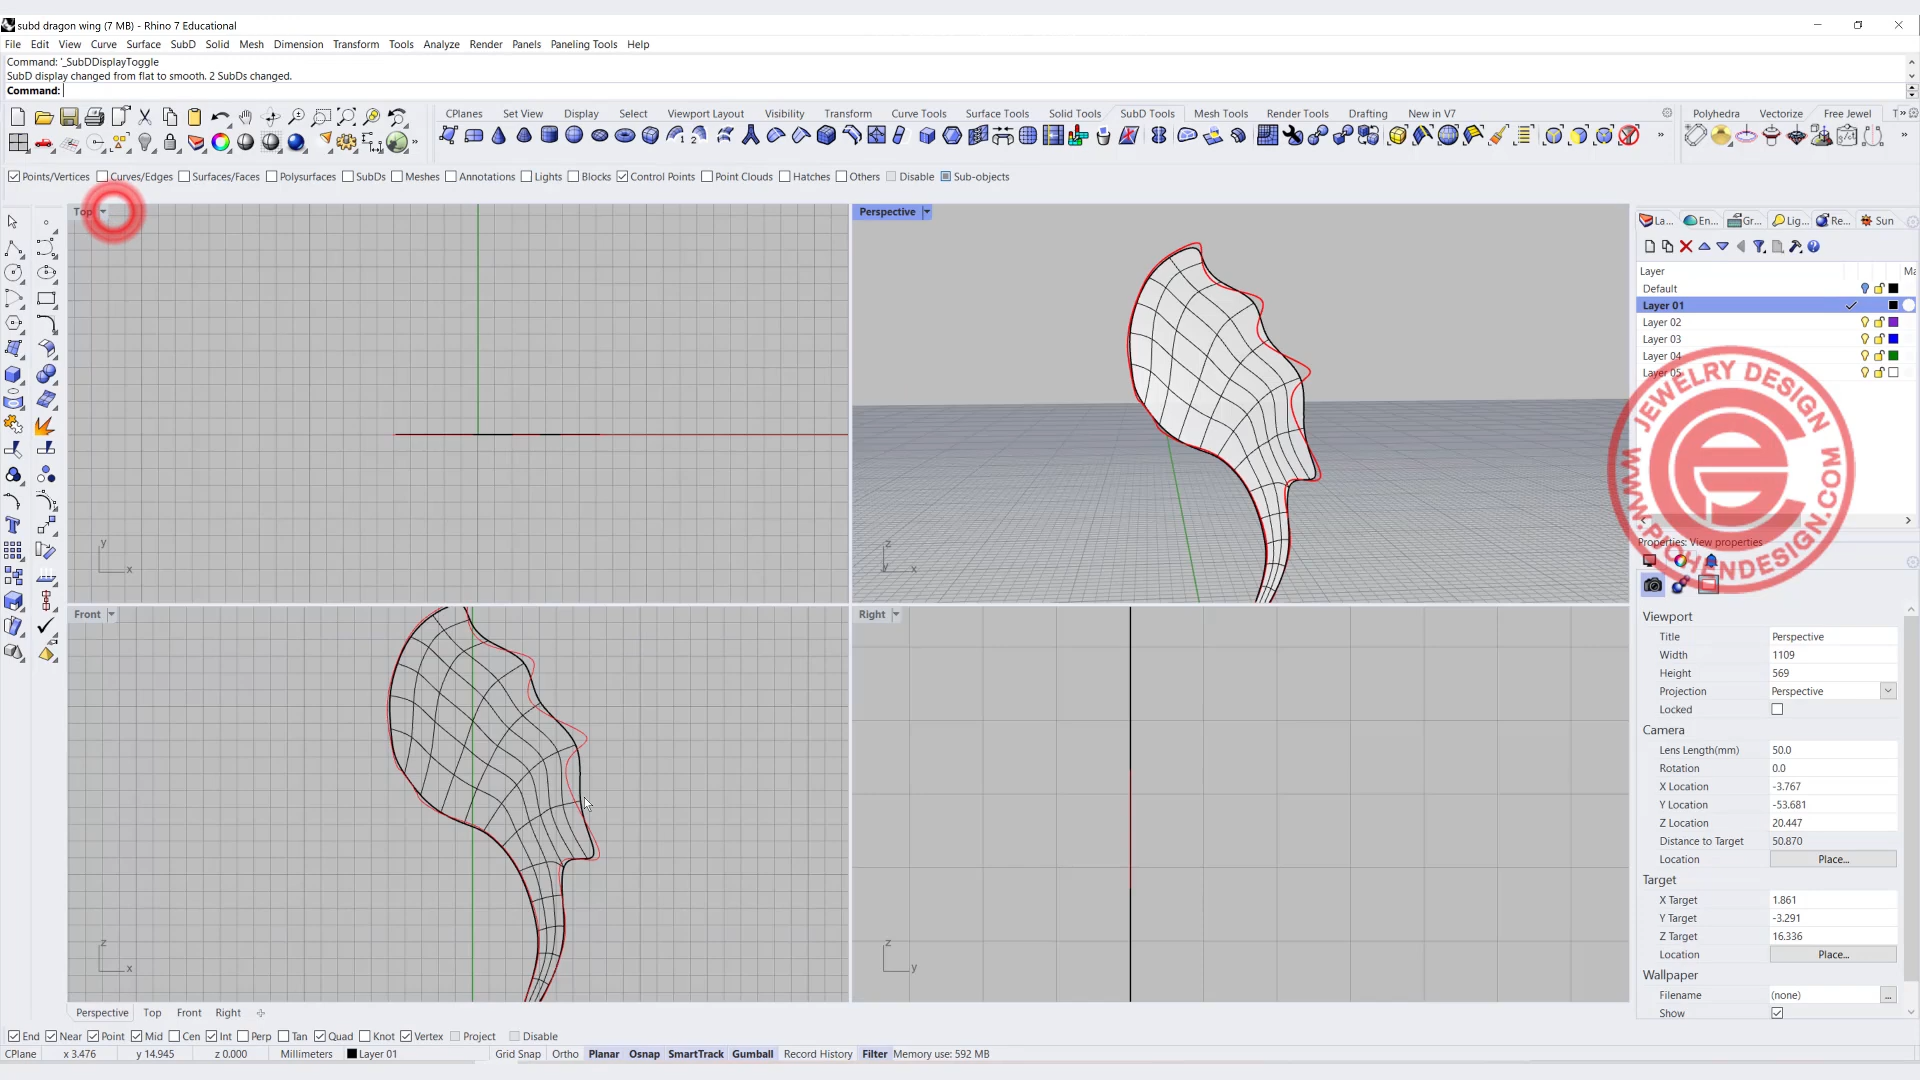 subd dragon wing (7 MB) - Rhino 7 Educational
File Edit View Curve Surface SubD Solid Mesh Dimension Transform Tools Analyze Render Panels Paneling Tools Help
Command: '_SubDDisplayToggle
SubD display changed from flat to smooth. 2 SubDs changed.
Command:
CPlanes Set View Display Select Viewport Layout Visibility Transform Curve Tools Surface Tools Solid Tools SubD Tools Mesh Tools Render Tools Drafting New in V7 Polyhedra Vectorize Free Jewel
Points/Vertices Curves/Edges Surfaces/Faces Polysurfaces SubDs Meshes Annotations Lights Blocks Control Points Point Clouds Hatches Others Disable Sub-objects
Top
Perspective
La... En... Gr... Lig... Re... Sun
Layer Ma
Default
Layer 01
Layer 02
Layer 03
Layer 04
Layer 05
JEWELRY DESIGN
WWW.PJCHENDESIGN.COM
y
x
z
y
x
Properties: View properties
Front
Right
Viewport
Title Perspective
Width 1109
Height 569
Projection Perspective
Locked
Camera
Lens Length(mm) 50.0
Rotation 0.0
X Location -3.767
Y Location -53.681
Z Location 20.447
Distance to Target 50.870
Location Place...
Target
X Target 1.861
Y Target -3.291
Z Target 16.336
Location Place...
Wallpaper
Filename (none) ...
Show
z
x
z
y
Perspective Top Front Right
End Near Point Mid Cen Int Perp Tan Quad Knot Vertex Project Disable
CPlane x 3.476 y 14.945 z 0.000 Millimeters Layer 01 Grid Snap Ortho Planar Osnap SmartTrack Gumball Record History Filter Memory use: 592 MB